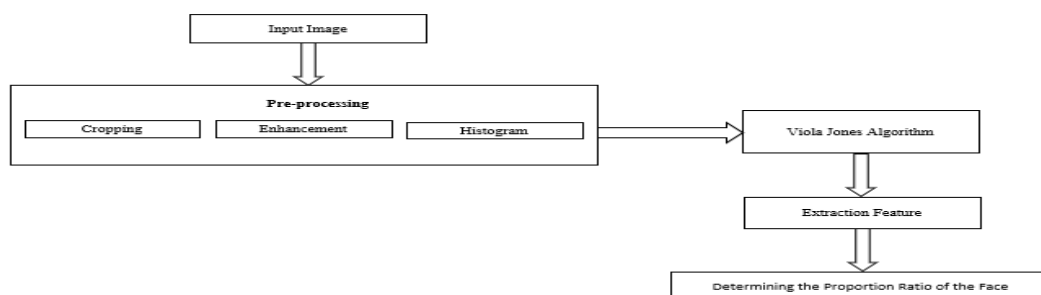 Input Image
Pre-processing
Cropping
Enhancement
Histogram
Viola Jones Algorithm
Extraction Feature
Determining the Proportion Ratio of the Face